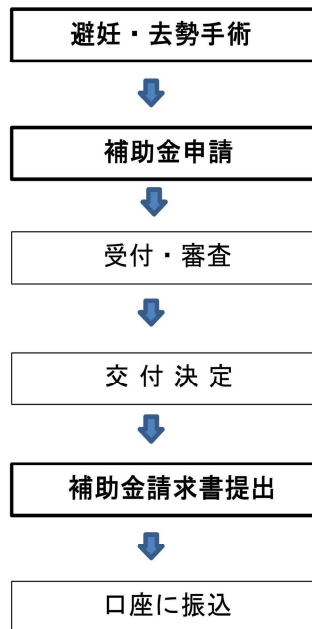 避妊・去勢手術
補助金申請
受付・審査
交付決定
補助金請求書提出
口座に振込